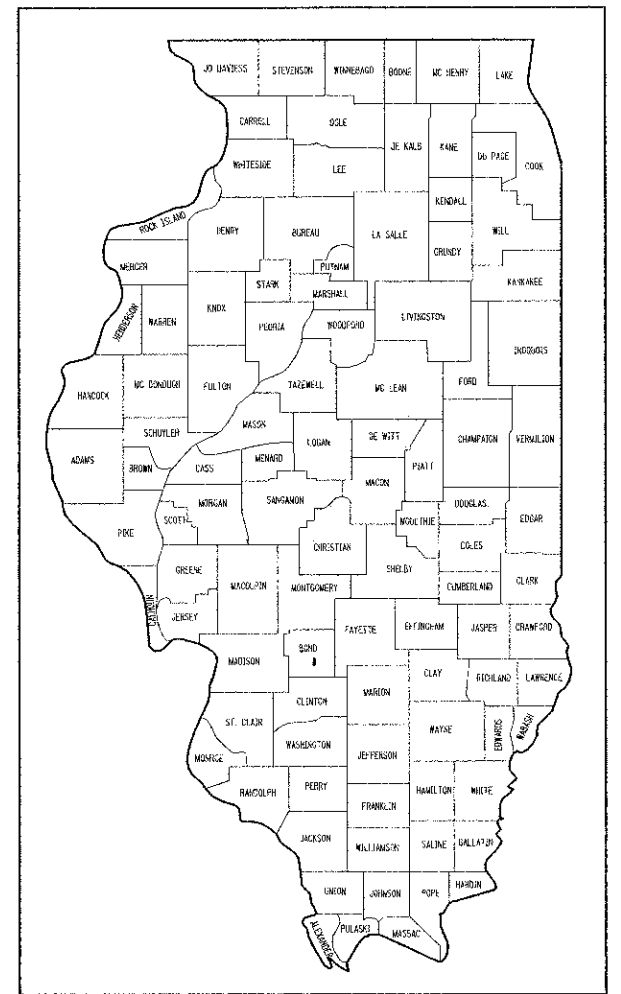 JO DAVIESS
STEVENSON
WINNEBAGO
BOONE
MC HENRY
LAKE
CARRELL
OGLE
JE KALB
KANE
DU PAGE
COOK
WHITESIDE
LEE
KENDALL
ROCK ISLAND
HENRY
BUREAU
LA SALLE
WILL
GRUNDY
PUTNAM
MERCER
KANKAKEE
STARK
MARSHALL
HENDERSON
WARREN
KNOX
PEORIA
WOODFORD
LIVINGSTON
IROQUOIS
HANCOCK
MC DONOUGH
FULTON
TAZEWELL
MC LEAN
FORD
MASON
SCHUYLER
LOGAN
DE WITT
CHAMPAION
VERMILION
ADAMS
BROWN
CASS
MENARD
PIATT
MACON
MORGAN
SANGAMON
DOUGLAS
PIKE
SCOTT
MOULTRIE
EDGAR
CHRISTIAN
COLES
GREENE
SHELBY
MACOUPIN
MONTGOMERY
CUMBERLAND
CLARK
CALHOUN
JERSEY
FAYETTE
EFFINGHAM
JASPER
CRAWFORD
MADISON
BOND
CLAY
RICHLAND
LAWRENCE
MARION
CLINTON
ST. CLAIR
WAYNE
EDWARDS
WABASH
WASHINGTON
JEFFERSON
MONROE
RANDOLPH
PERRY
HAMILTON
WHITE
FRANKLIN
JACKSON
WILLIAMSON
SALINE
GALLATIN
UNION
JOHNSON
POPE
HARDIN
ALEXANDER
PULASKI
MASSAC